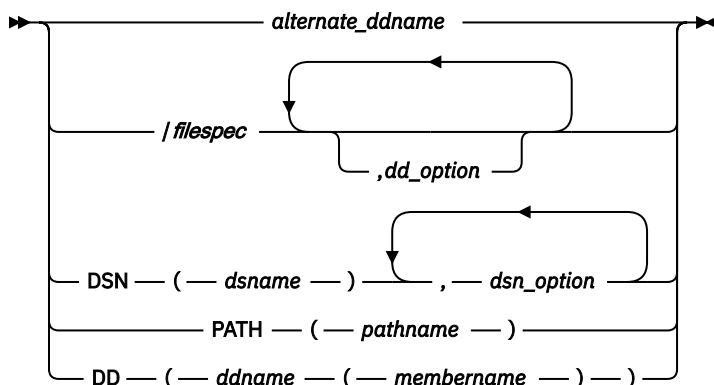 alternate_ddname
/filespec
,dd_option
DSN ( dsname ) , dsn_option
PATH ( pathname )
DD ( ddname ( membername ) )